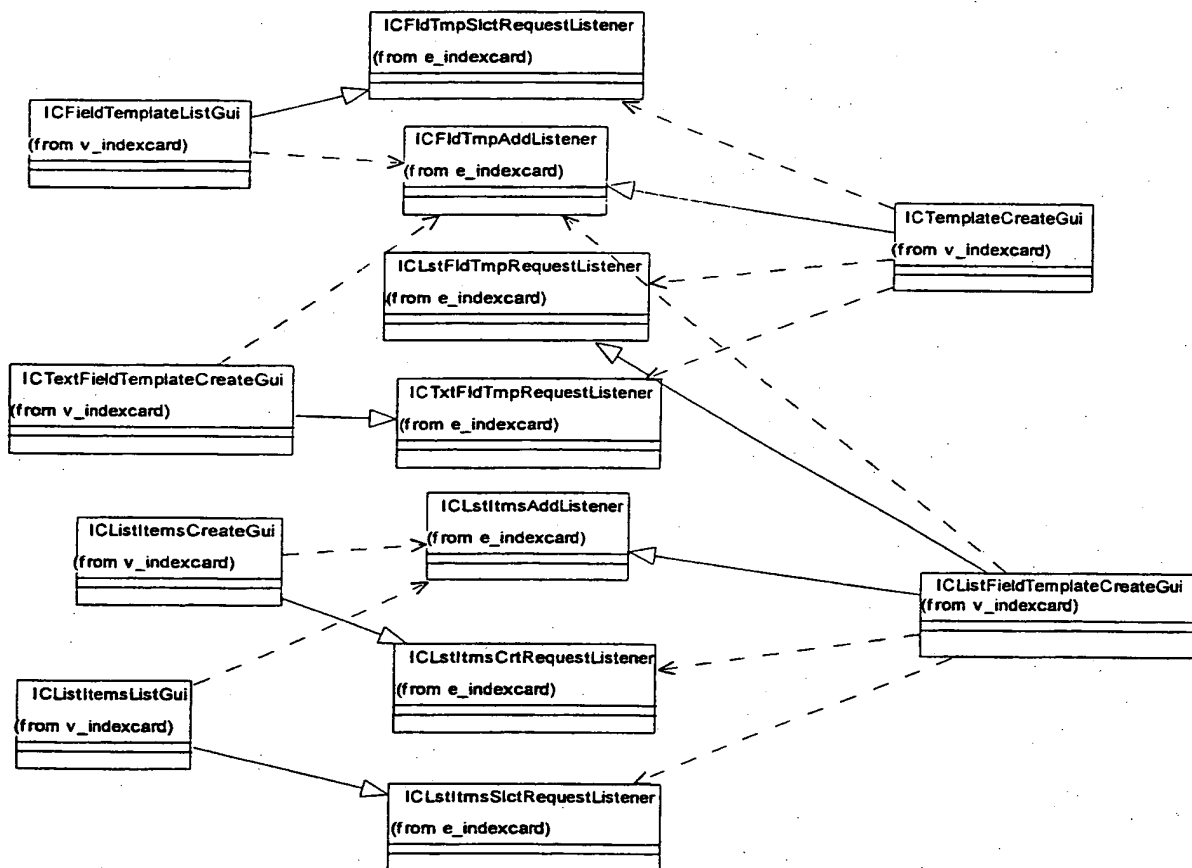 ICFldTmpSlctRequestListener
(from e_indexcard)
ICFieldTemplateListGui
(from v_indexcard)
ICFldTmpAddListener
(from e_indexcard)
ICTemplateCreateGui
(from v_indexcard)
ICLstFldTmpRequestListener
(from e_indexcard)
ICTextFieldTemplateCreateGui
(from v_indexcard)
ICTxtFldTmpRequestListener
(from e_indexcard)
ICListItemsCreateGui
(from v_indexcard)
ICLstItmsAddListener
(from e_indexcard)
ICListFieldTemplateCreateGui
(from v_indexcard)
ICLstItmsCrtRequestListener
(from e_indexcard)
ICListItemsListGui
(from v_indexcard)
ICLstItmsSlctRequestListener
(from e_indexcard)